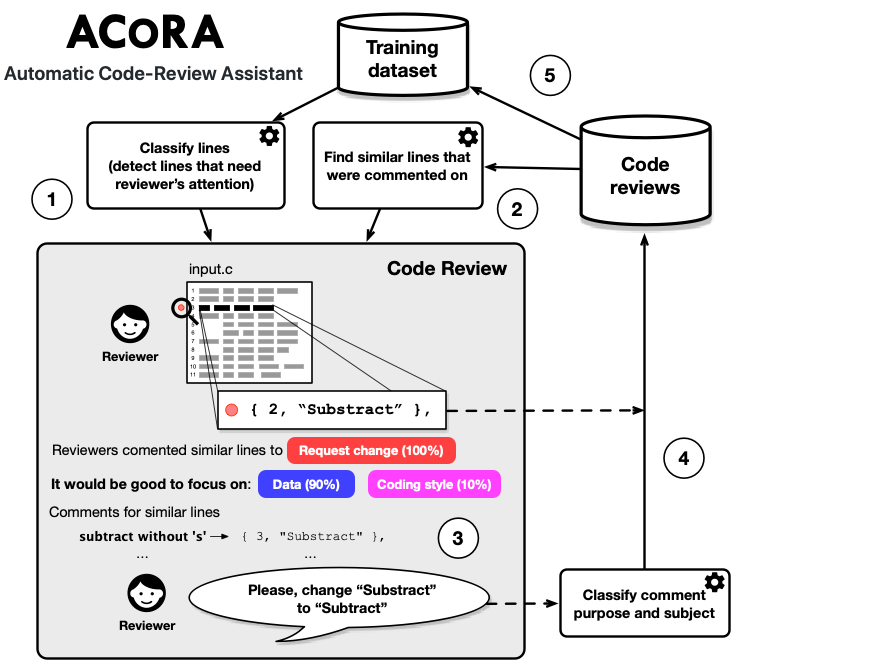 ACoRA
Automatic Code-Review Assistant
Training
dataset
5
Classify lines
(detect lines that need
reviewer's attention)
Find similar lines that
were commented on
Code
reviews
1
2
input.c
Code Review
1
2
3
4
5
6
7
8
9
10
11
Reviewer
{ 2, “Substract” },
Reviewers comented similar lines to Request change (100%)
4
It would be good to focus on: Data (90%) Coding style (10%)
Comments for similar lines
subtract without 's' { 3, "Substract" },
... ...
3
Please, change “Substract”
to “Subtract”
Reviewer
Classify comment
purpose and subject